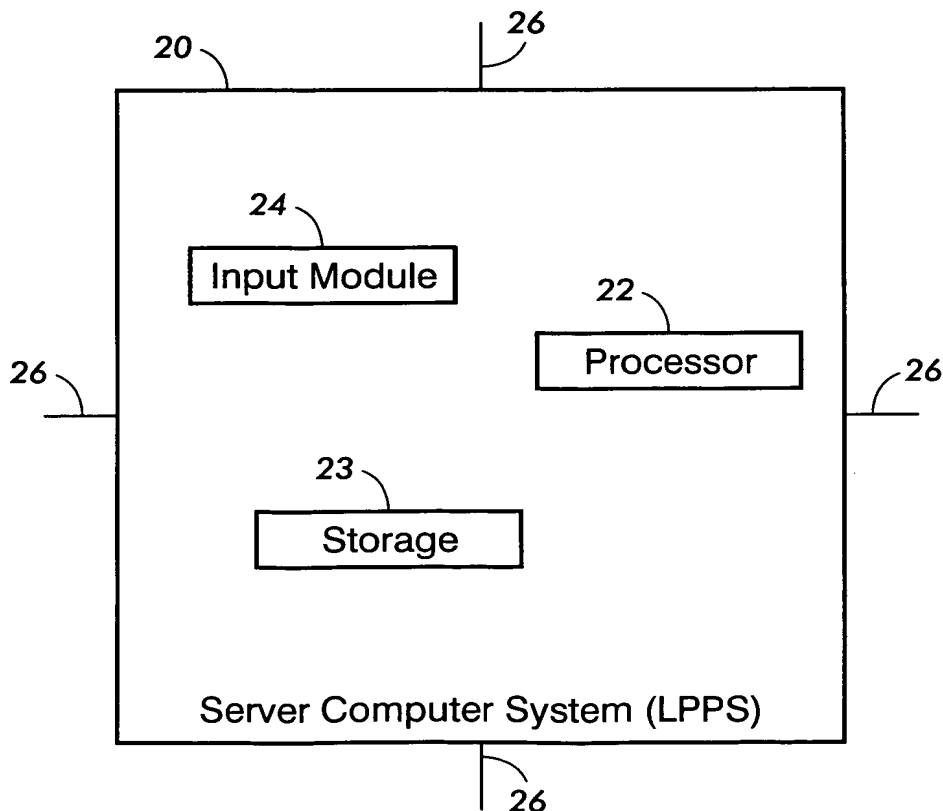 26
20
24
Input Module
22
Processor
26
26
23
Storage
Server Computer System (LPPS)
26